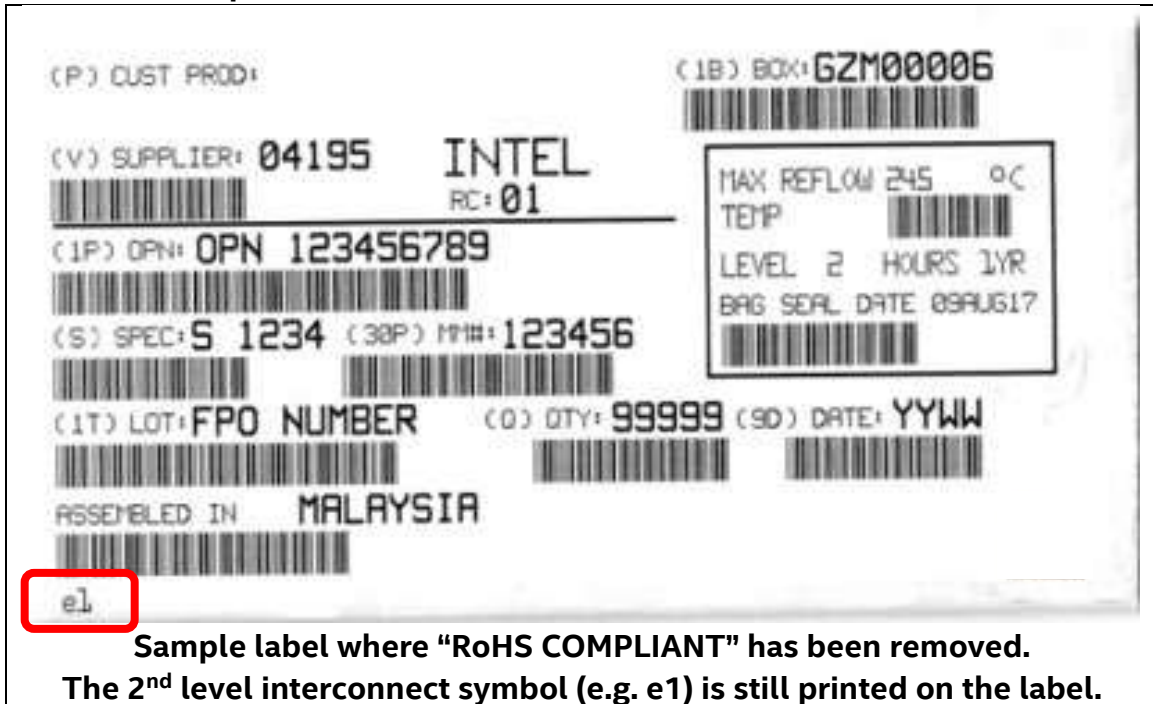 (P) CUST PROD:
(1B) BOX: GZM00006
(V) SUPPLIER: 04195 INTEL
RC: 01
MAX REFLOW 245 °C
TEMP
LEVEL 2 HOURS 1YR
BAG SEAL DATE 09AUG17
(1P) OPN: OPN 123456789
(S) SPEC: S 1234 (30P) MM#: 123456
(1T) LOT: FPO NUMBER (Q) QTY: 99999 (9D) DATE: YYWW
ASSEMBLED IN MALAYSIA
e1
Sample label where “RoHS COMPLIANT” has been removed.
The 2nd level interconnect symbol (e.g. e1) is still printed on the label.